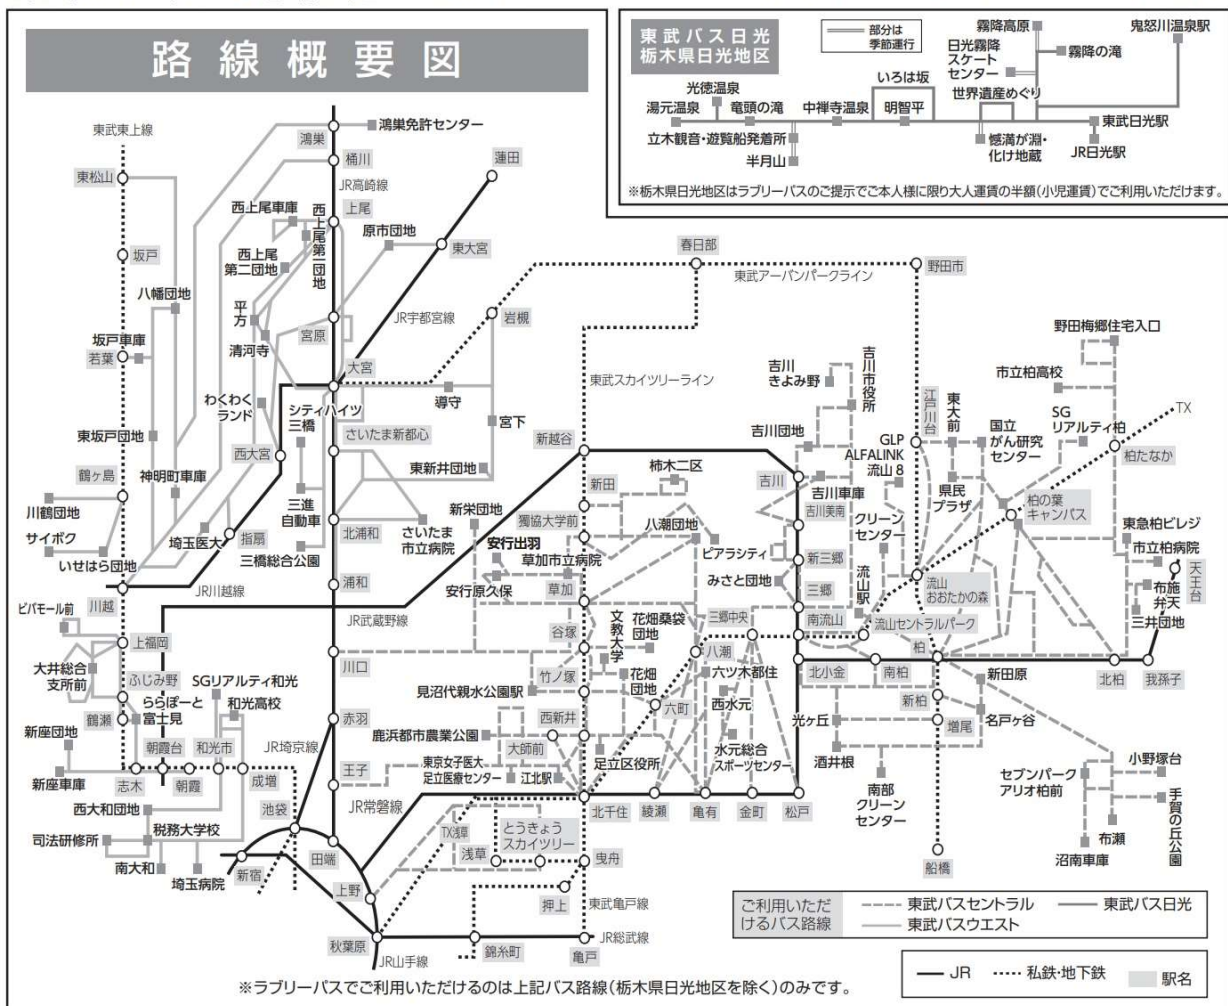 路線概要図
東武バス日光
栃木県日光地区
部分は
季節運行
霧降高原
鬼怒川温泉駅
日光霧降
スケート
センター
霧降の滝
光徳温泉
いろは坂
世界遺産めぐり
湯元温泉
竜頭の滝
中禅寺温泉
明智平
東武日光駅
立木観音・遊覧船発着所
憾満が淵・
化け地蔵
JR日光駅
半月山
※栃木県日光地区はラブリーバスのご提示でご本人様に限り大人運賃の半額(小児運賃)でご利用いただけます。
東武東上線
鴻巣
鴻巣免許センター
桶川
蓮田
東松山
JR高崎線
西上尾車庫
西上尾第一団地
上尾
原市団地
東大宮
西上尾
第二団地
坂戸
春日部
東武アーバンパークライン
野田市
八幡団地
平方
JR宇都宮線
岩槻
宮原
坂戸車庫
若葉
清河寺
大宮
野田梅郷住宅入口
東武スカイツリーライン
吉川
きよみ野
吉川市役所
市立柏高校
わくわく
ランド
シティハイツ
三橋
導守
宮下
江戸川台
東大前
国立
がん研究
センター
SG
リアルティ柏
TX
東坂戸団地
さいたま新都心
新越谷
吉川団地
GLP
ALFALINK
流山8
柏たなか
鶴ヶ島
神明町車庫
西大宮
東新井団地
柿木二区
吉川
吉川車庫
県民
プラザ
柏の葉
キャンパス
川鶴団地
三進
自動車
新田
吉川美南
サイボク
埼玉医大
指扇
北浦和
さいたま
市立病院
新栄団地
獨協大学前
八潮団地
クリーン
センター
東急柏ビレジ
いせはら団地
三橋総合公園
安行出羽
草加市立病院
ピアラシティ
新三郷
市立柏病院
JR川越線
浦和
安行原久保
草加
みさと団地
三郷
流山駅
流山
おおたかの森
布施弁天
天王台
川越
三井団地
ビバモール前
JR武蔵野線
谷塚
文教大学
花畑桑袋
団地
三郷中央
南流山
流山セントラルパーク
上福岡
川口
八潮
柏
大井総合
支所前
ふじみ野
SGリアルティ和光
見沼代親水公園駅
竹ノ塚
花畑
団地
六ツ木都住
北小金
南柏
新田原
北柏
我孫子
ららぽーと
富士見
和光高校
赤羽
西新井
六町
西水元
新柏
鶴瀬
新座団地
朝霞台
和光市
JR埼京線
鹿浜都市農業公園
大師前
光ヶ丘
増尾
名戸ヶ谷
東京女子医大
足立医療センター
江北駅
足立区役所
水元総合
スポーツセンター
酒井根
新座車庫
志木
朝霞
成増
王子
セブンパーク
アリオ柏前
小野塚台
西大和団地
池袋
JR常磐線
北千住
綾瀬
亀有
金町
松戸
南部
クリーン
センター
手賀の丘公園
司法研修所
税務大学校
TX浅草
とうきょう
スカイツリー
布瀬
南大和
埼玉病院
新宿
田端
浅草
曳舟
船橋
沼南車庫
上野
押上
東武亀戸線
秋葉原
JR山手線
錦糸町
亀戸
JR総武線
ご利用いただ
けるバス路線
東武バスセントラル
東武バス日光
東武バスウエスト
JR
私鉄・地下鉄
駅名
※ラブリーバスでご利用いただけるのは上記バス路線(栃木県日光地区を除く)のみです。